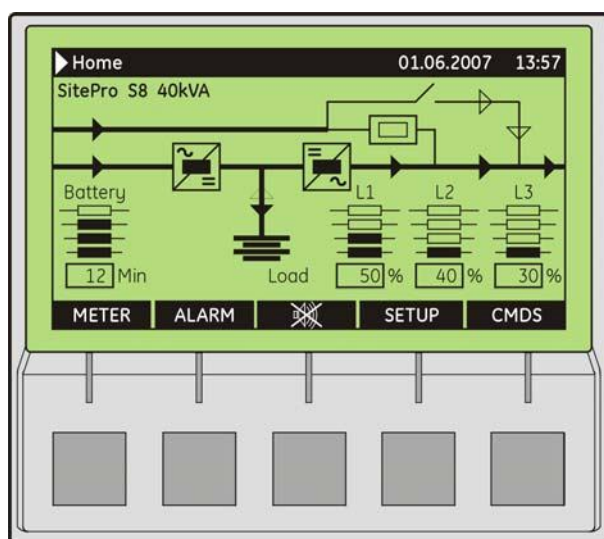 Home 01.06.2007 13:57
SitePro S8 40kVA
Battery L1 L2 L3
12 Min Load 50 % 40 % 30 %
METER ALARM SETUP CMDS